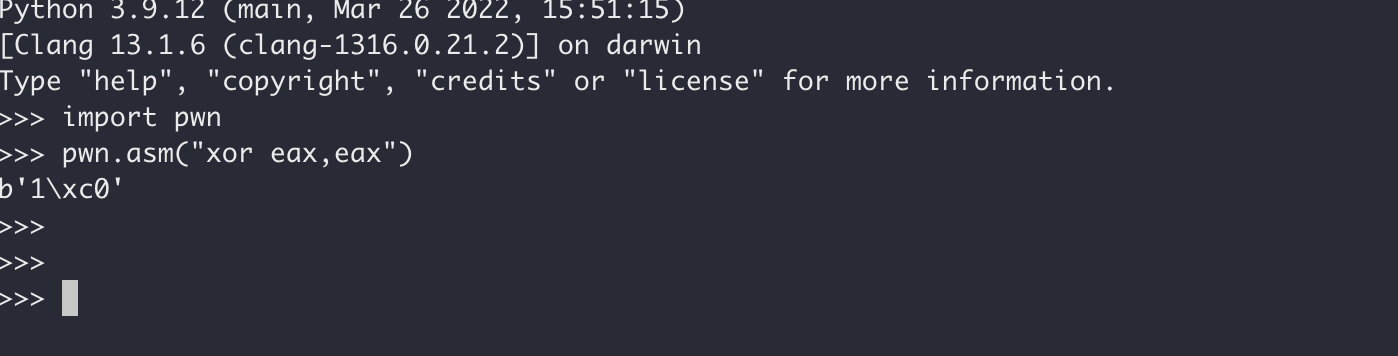 Python 3.9.12 (main, Mar 26 2022, 15:51:15)
[Clang 13.1.6 (clang-1316.0.21.2)] on darwin
Type "help", "copyright", "credits" or "license" for more information.
>>> import pwn
>>> pwn.asm("xor eax,eax")
b'1\xc0'
>>>
>>>
>>>